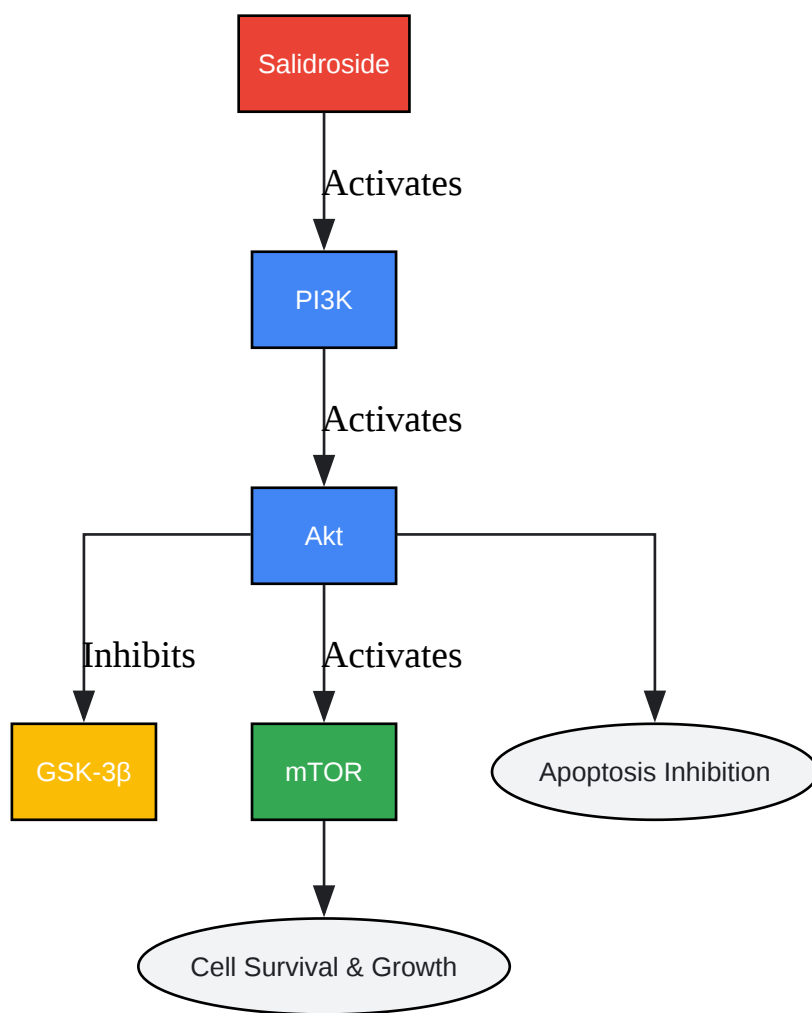 Salidroside
Activates
PI3K
Activates
Akt
Inhibits
Activates
GSK-3β
mTOR
Apoptosis Inhibition
Cell Survival & Growth